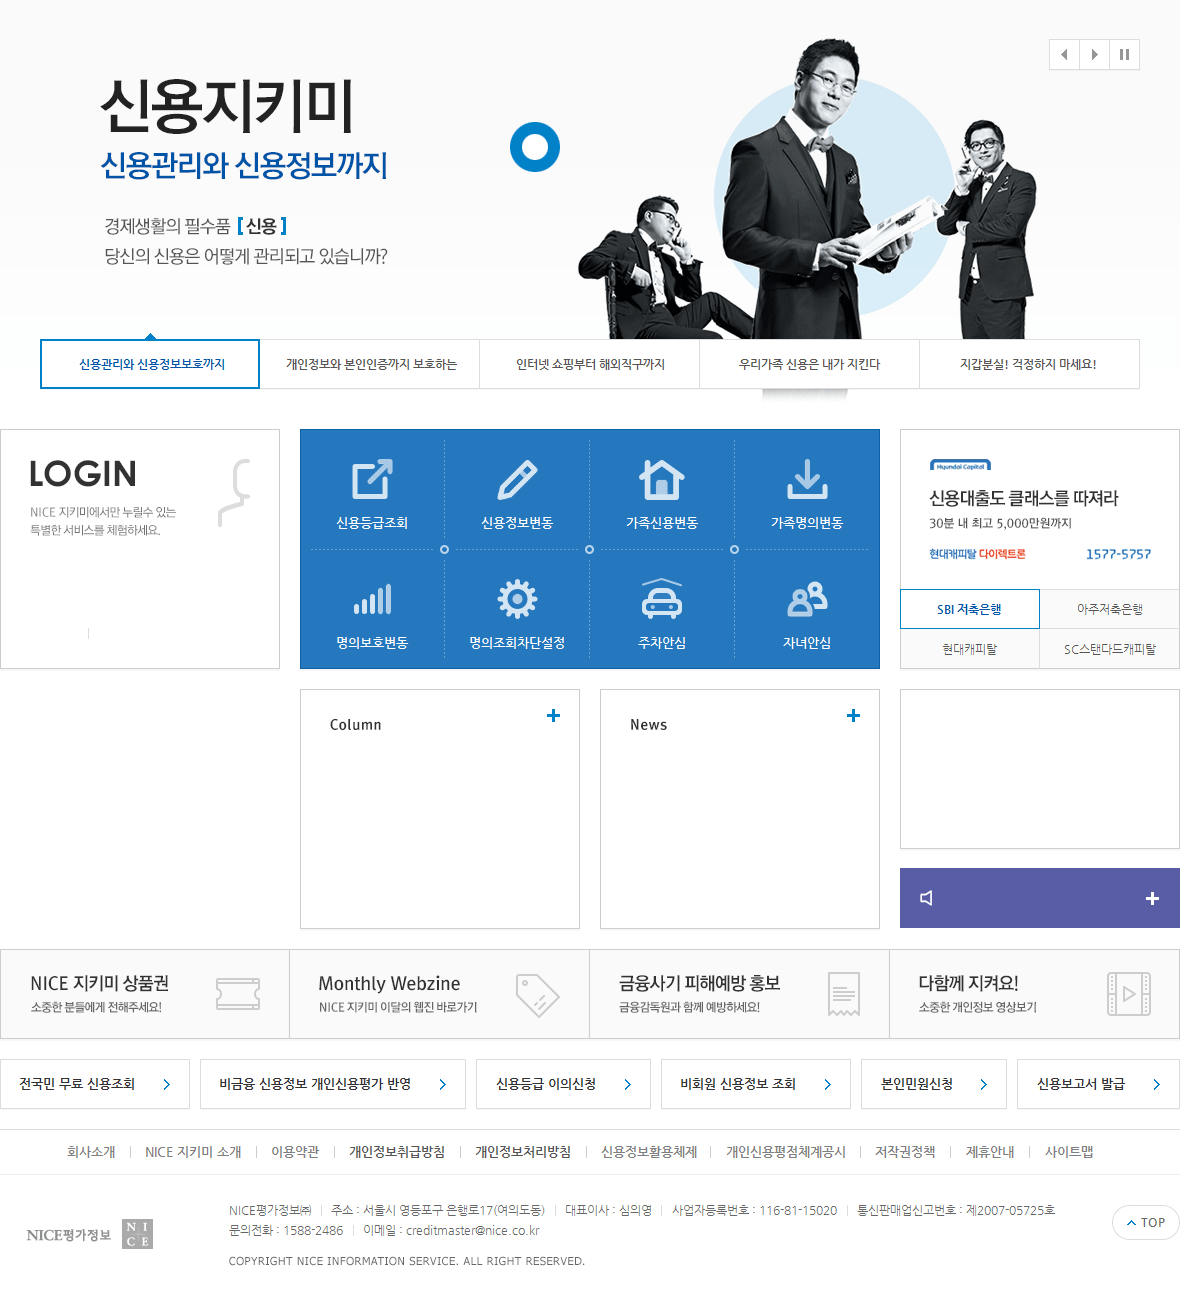 신용지키미
신용관리와 신용정보까지
경제생활의 필수품 [ 신용 ]
당신의 신용은 어떻게 관리되고 있습니까?
신용관리와 신용정보보호까지
개인정보와 본인인증까지 보호하는
인터넷 쇼핑부터 해외직구까지
우리가족 신용은 내가 지킨다
지갑분실! 걱정하지 마세요!
LOGIN
NICE 지키미에서만 누릴수 있는
특별한 서비스를 체험하세요.
신용등급조회
신용정보변동
가족신용변동
가족명의변동
명의보호변동
명의조회차단설정
주차안심
자녀안심
Hyundai Capital
신용대출도 클래스를 따져라
30분 내 최고 5,000만원까지
현대캐피탈 다이렉트론
1577-5757
SBI 저축은행
아주저축은행
현대캐피탈
SC스탠다드캐피탈
Column
News
NICE 지키미 상품권
소중한 분들에게 전해주세요!
Monthly Webzine
NICE 지키미 이달의 웹진 바로가기
금융사기 피해예방 홍보
금융감독원과 함께 예방하세요!
다함께 지켜요!
소중한 개인정보 영상보기
전국민 무료 신용조회
비금융 신용정보 개인신용평가 반영
신용등급 이의신청
비회원 신용정보 조회
본인민원신청
신용보고서 발급
회사소개
NICE 지키미 소개
이용약관
개인정보취급방침
개인정보처리방침
신용정보활용체제
개인신용평점체계공시
저작권정책
제휴안내
사이트맵
NICE평가정보
NI
CE
NICE평가정보㈜ | 주소 : 서울시 영등포구 은행로17(여의도동) | 대표이사 : 심의영 | 사업자등록번호 : 116-81-15020 | 통신판매업신고번호 : 제2007-05725호
문의전화 : 1588-2486 | 이메일 : creditmaster@nice.co.kr
COPYRIGHT NICE INFORMATION SERVICE. ALL RIGHT RESERVED.
TOP